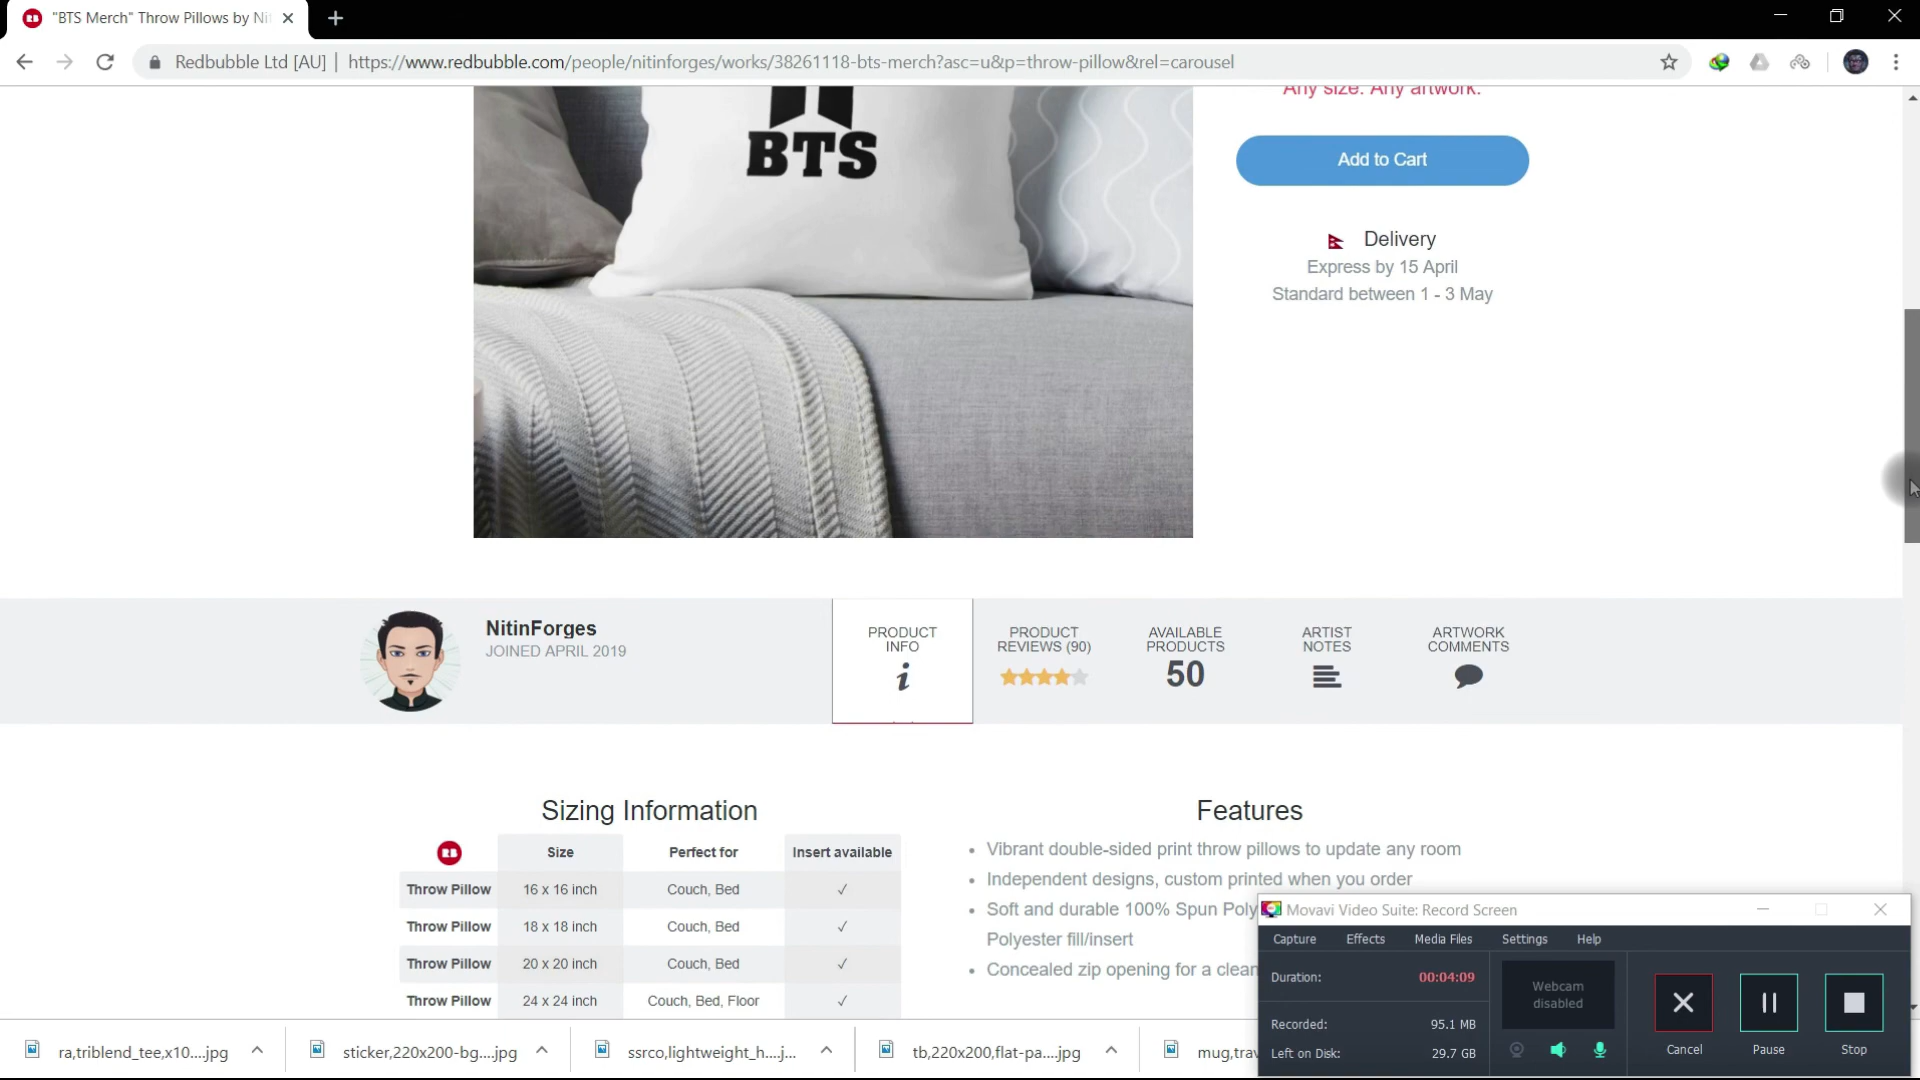 "BTS Merch" Throw Pillows by Ni
Redbubble Ltd [AU] | https://www.redbubble.com/people/nitinforges/works/38261118-bts-merch?asc=u&p=throw-pillow&rel=carousel
Any size. Any artwork.
BTS
Add to Cart
Delivery
Express by 15 April
Standard between 1 - 3 May
NitinForges
JOINED APRIL 2019
PRODUCT
INFO
PRODUCT
REVIEWS (90)
AVAILABLE
PRODUCTS
50
ARTIST
NOTES
ARTWORK
COMMENTS
Sizing Information
RB Size Perfect for Insert available
Throw Pillow 16 x 16 inch Couch, Bed ✓
Throw Pillow 18 x 18 inch Couch, Bed ✓
Throw Pillow 20 x 20 inch Couch, Bed ✓
Throw Pillow 24 x 24 inch Couch, Bed, Floor ✓
Features
• Vibrant double-sided print throw pillows to update any room
• Independent designs, custom printed when you order
• Soft and durable 100% Spun Poly
Polyester fill/insert
• Concealed zip opening for a clean
Movavi Video Suite: Record Screen
Capture Effects Media Files Settings Help
Duration: 00:04:09
Recorded: 95.1 MB
Left on Disk: 29.7 GB
Webcam
disabled
Cancel Pause Stop
ra,triblend_tee,x10....jpg
sticker,220x200-bg....jpg
ssrco,lightweight_h....j...
tb,220x200,flat-pa....jpg
mug,trav